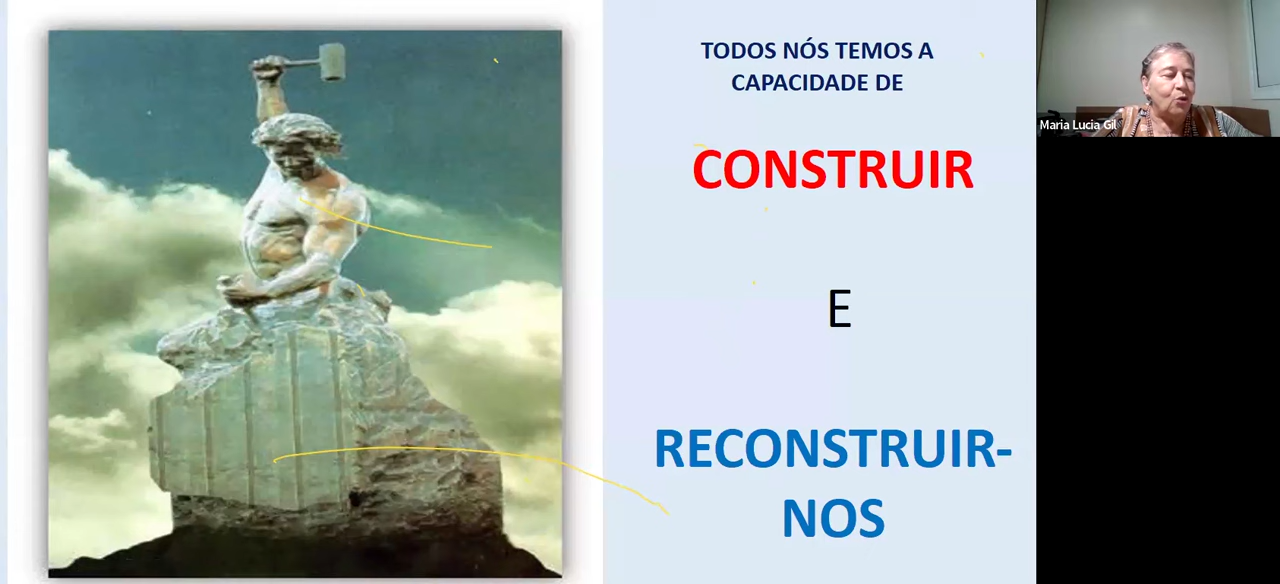 TODOS NÓS TEMOS A
CAPACIDADE DE
CONSTRUIR
E
RECONSTRUIR-
NOS
Maria Lucia Gil